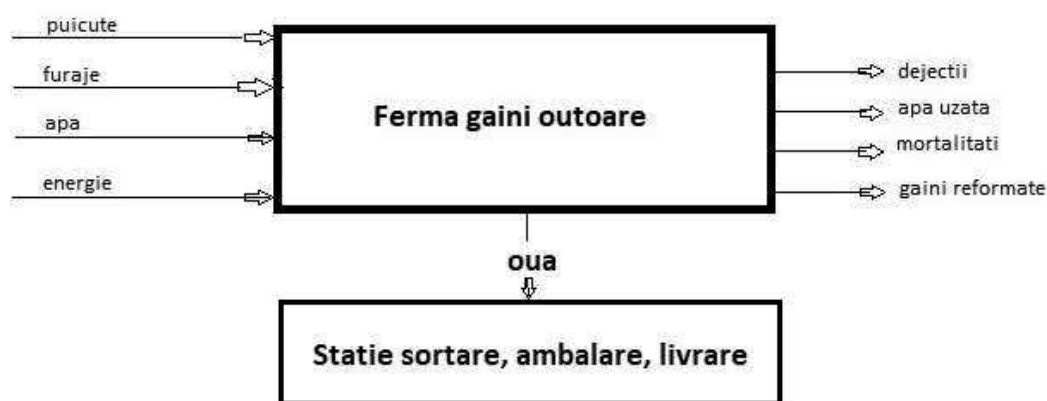 puicute
furaje
apa
energie
Ferma gaini outoare
dejectii
apa uzata
mortalitati
gaini reformate
oua
Statie sortare, ambalare, livrare